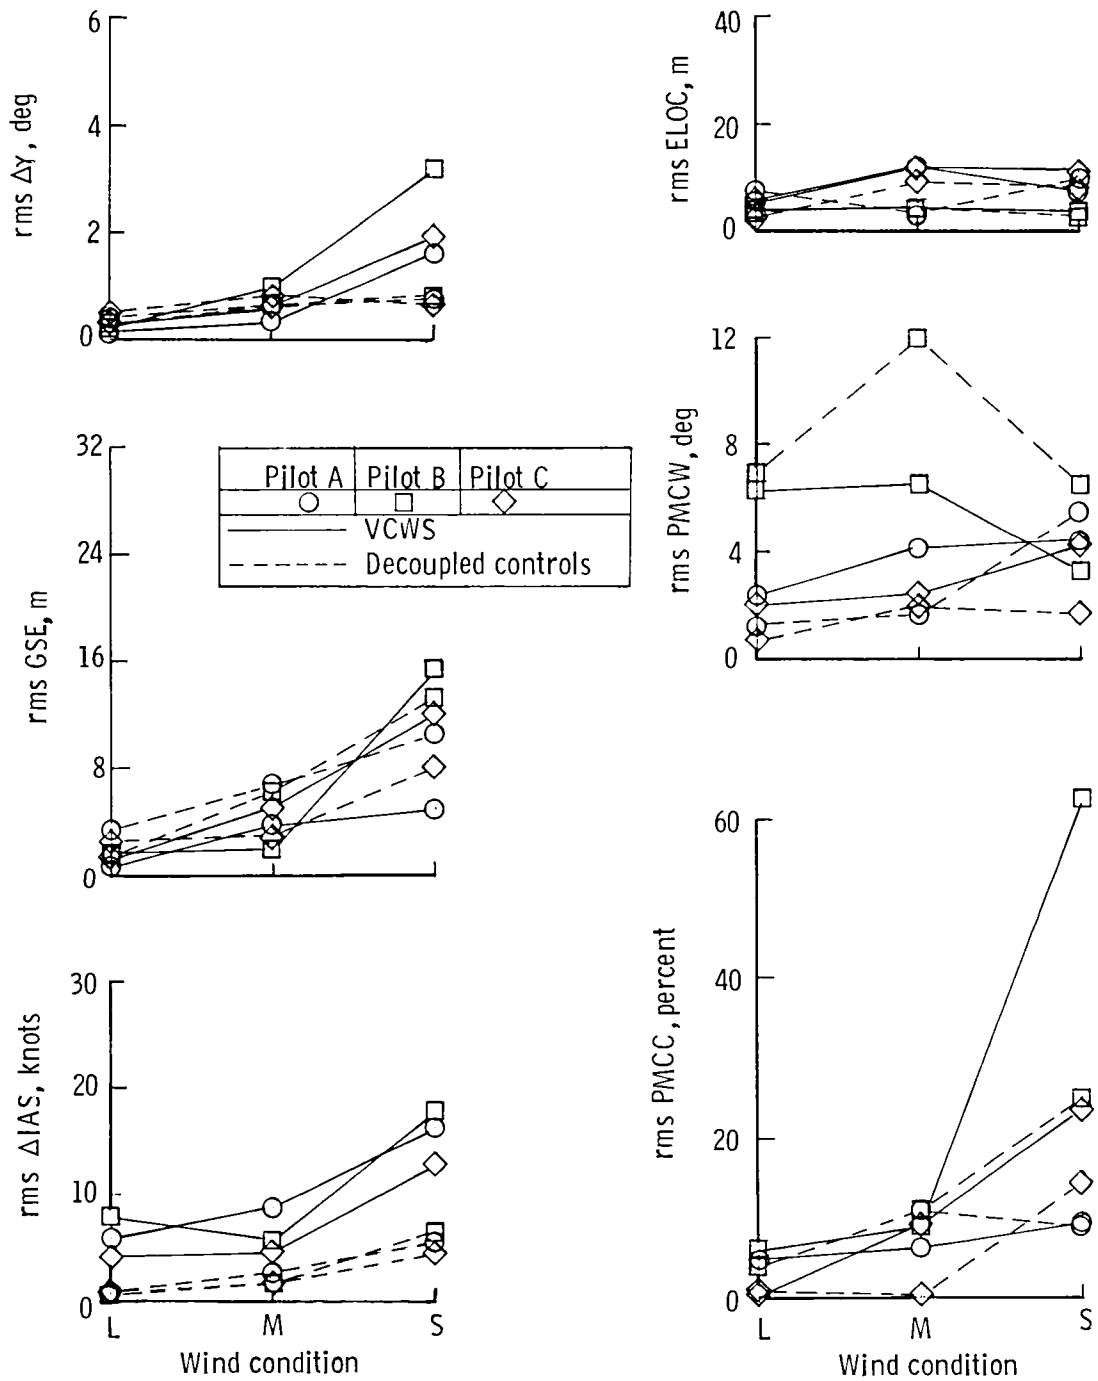 6
4
2
0
rms Δγ, deg
40
20
0
rms ELOC, m
32
24
16
8
0
rms GSE, m
Pilot A Pilot B Pilot C
VCWS
Decoupled controls
12
8
4
0
rms PMCW, deg
30
20
10
0
rms ΔIAS, knots
L M S
Wind condition
60
40
20
0
rms PMCC, percent
L M S
Wind condition